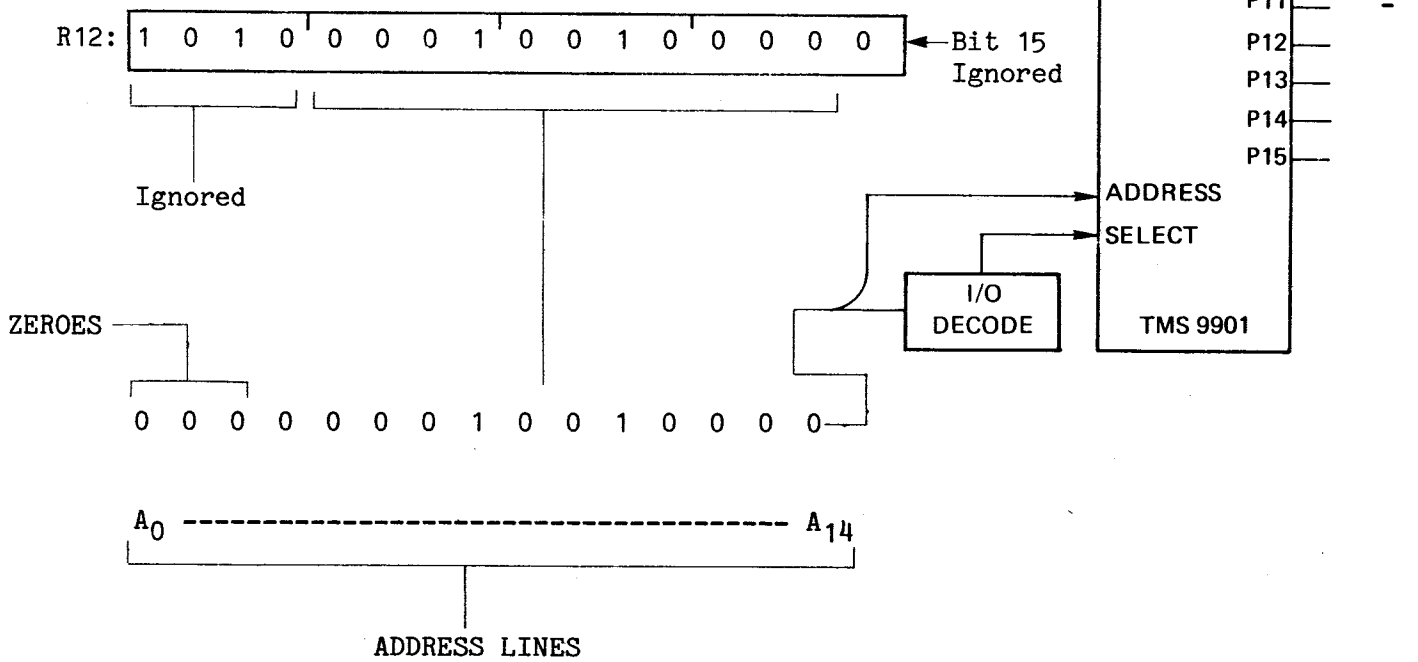 P11
R12: 1 0 1 0 0 0 0 1 0 0 1 0 0 0 0 0
Bit 15
Ignored
P12
P13
P14
P15
Ignored
ADDRESS
SELECT
I/O
DECODE
TMS 9901
ZEROES
0 0 0 0 0 0 0 1 0 0 1 0 0 0 0
A0 ---------------------------------- A14
ADDRESS LINES